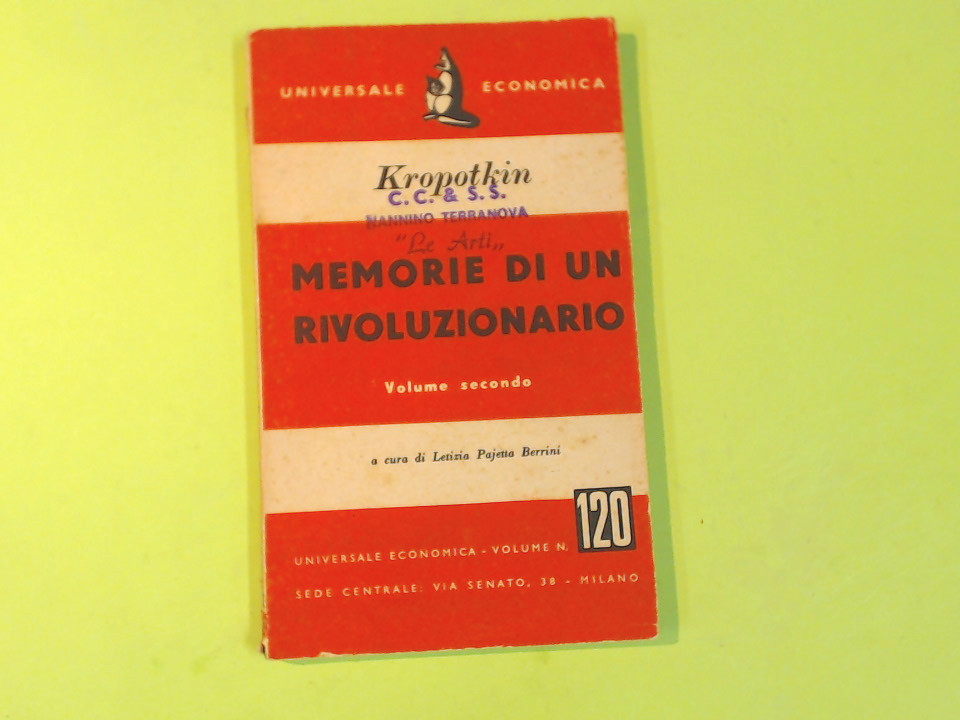 UNIVERSALE ECONOMICA
Kropotkin
C. C. & S. S.
NANNINO TERRANOVA
"Le Arti„
MEMORIE DI UN
RIVOLUZIONARIO
Volume secondo
a cura di Letizia Pajetta Berrini
UNIVERSALE ECONOMICA - VOLUME N. 120
SEDE CENTRALE: VIA SENATO, 38 - MILANO